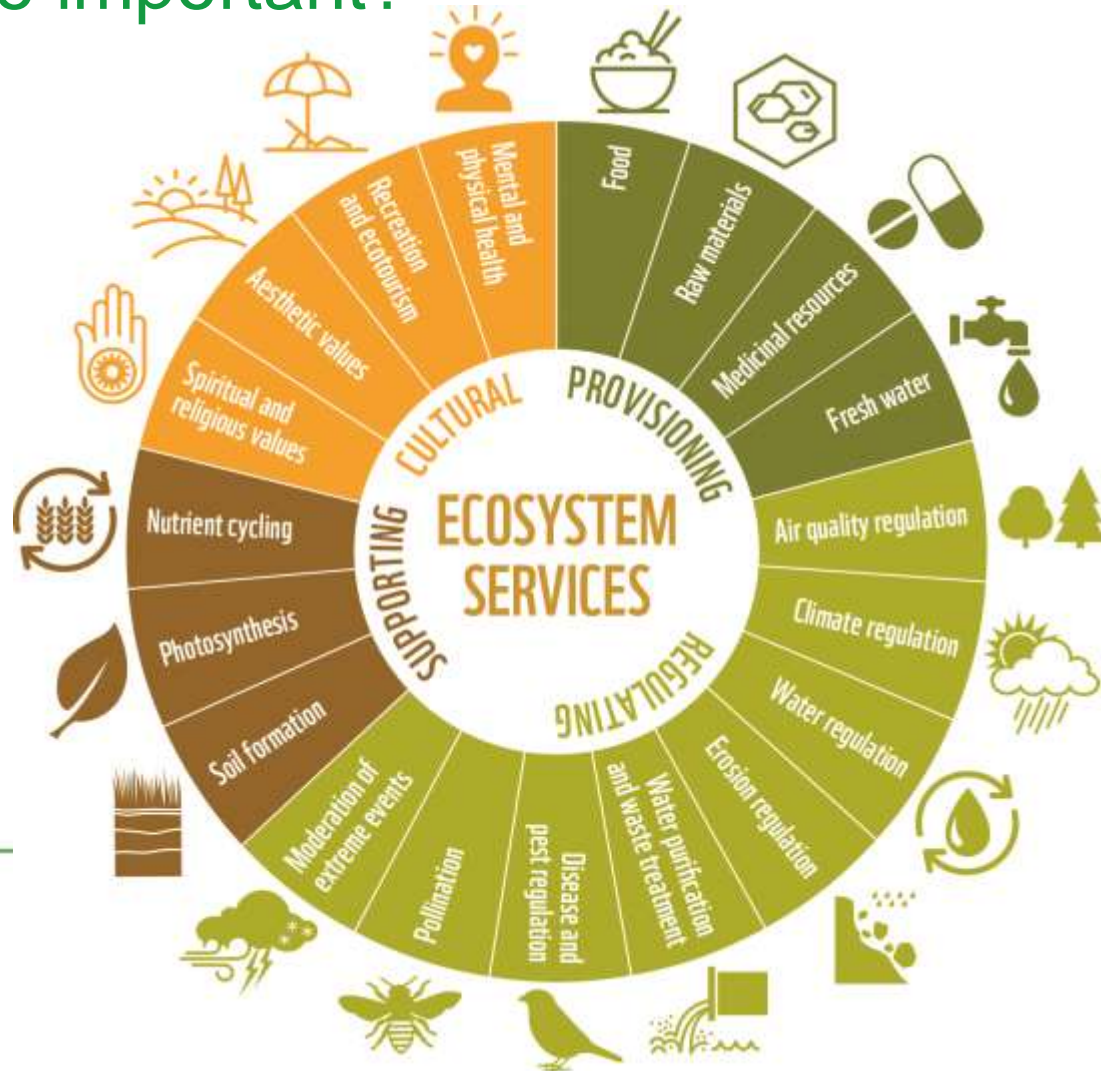 important?
Mental and
physical health
Food
Raw materials
Medicinal resources
Fresh water
Air quality regulation
Climate regulation
Water regulation
Erosion regulation
Water purification
and waste treatment
Disease and
pest regulation
Pollination
Moderation of
extreme events
Soil formation
Photosynthesis
Nutrient cycling
Spiritual and
religious values
Aesthetic values
Recreation
and ecotourism
CULTURAL
PROVISIONING
REGULATING
SUPPORTING
ECOSYSTEM
SERVICES